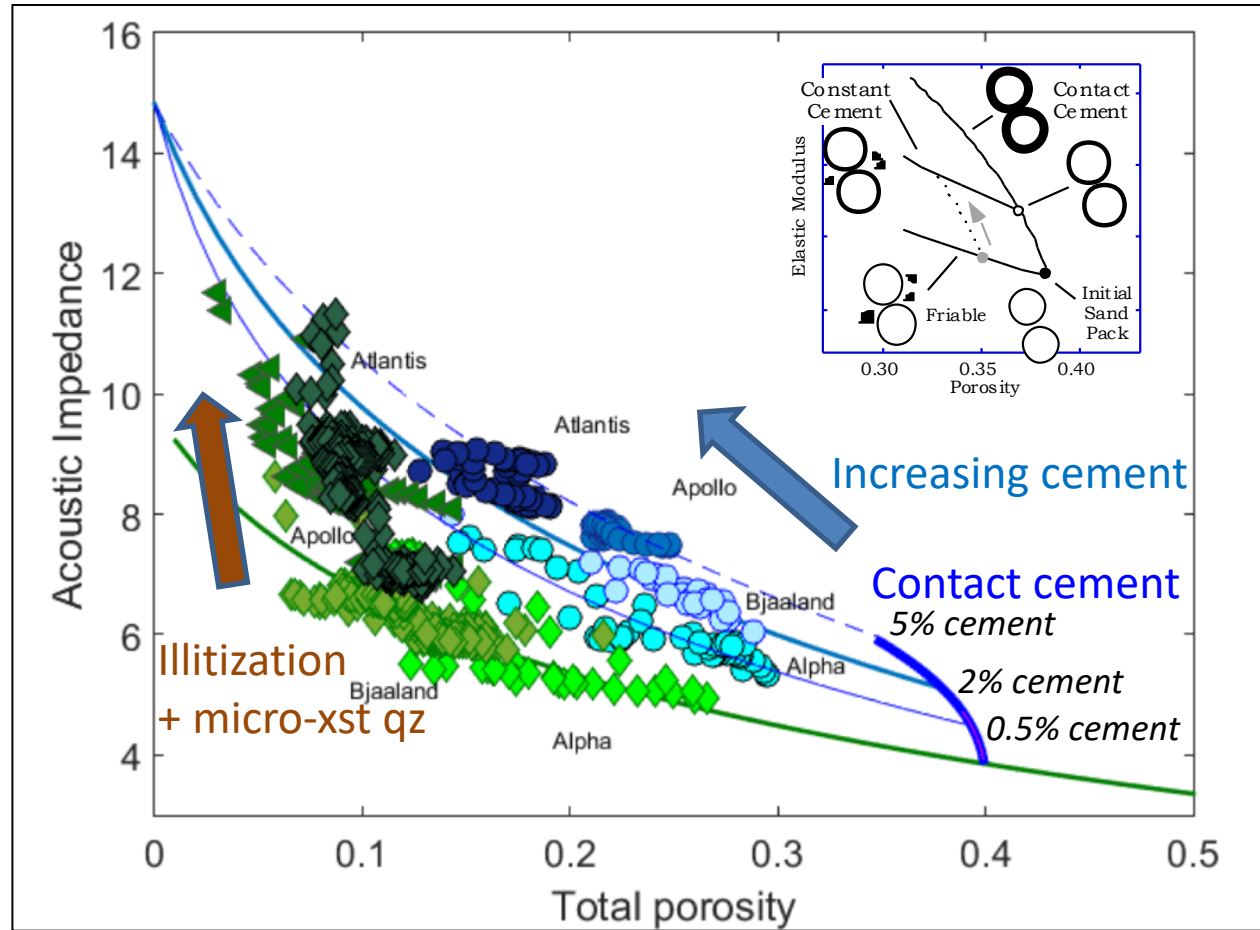 16
14
12
10
8
6
4
Acoustic Impedance
0
0.1
0.2
0.3
0.4
0.5
Total porosity
Constant
Cement
Contact
Cement
Elastic Modulus
Friable
Initial
Sand
Pack
0.30
0.35
0.40
Porosity
Atlantis
Atlantis
Apollo
Increasing cement
Apollo
Contact cement
Bjaaland
5% cement
Alpha
2% cement
0.5% cement
Illitization
+ micro-xst qz
Bjaaland
Alpha